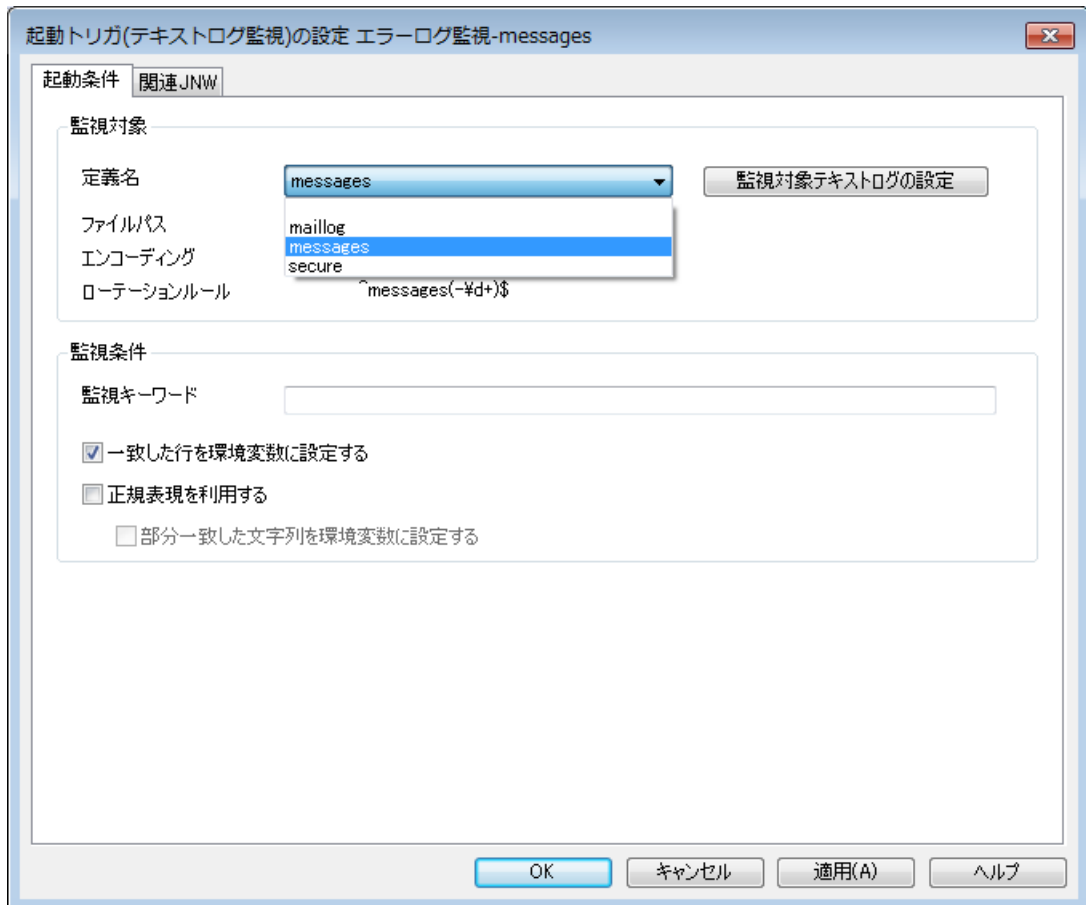 起動トリガ(テキストログ監視)の設定 エラーログ監視-messages
起動条件 関連JNW
監視対象
定義名 messages 監視対象テキストログの設定
ファイルパス
maillog
messages
エンコーディング
secure
ローテーションルール ^messages(-¥d+)$
監視条件
監視キーワード
一致した行を環境変数に設定する
正規表現を利用する
部分一致した文字列を環境変数に設定する
OK キャンセル 適用(A) ヘルプ